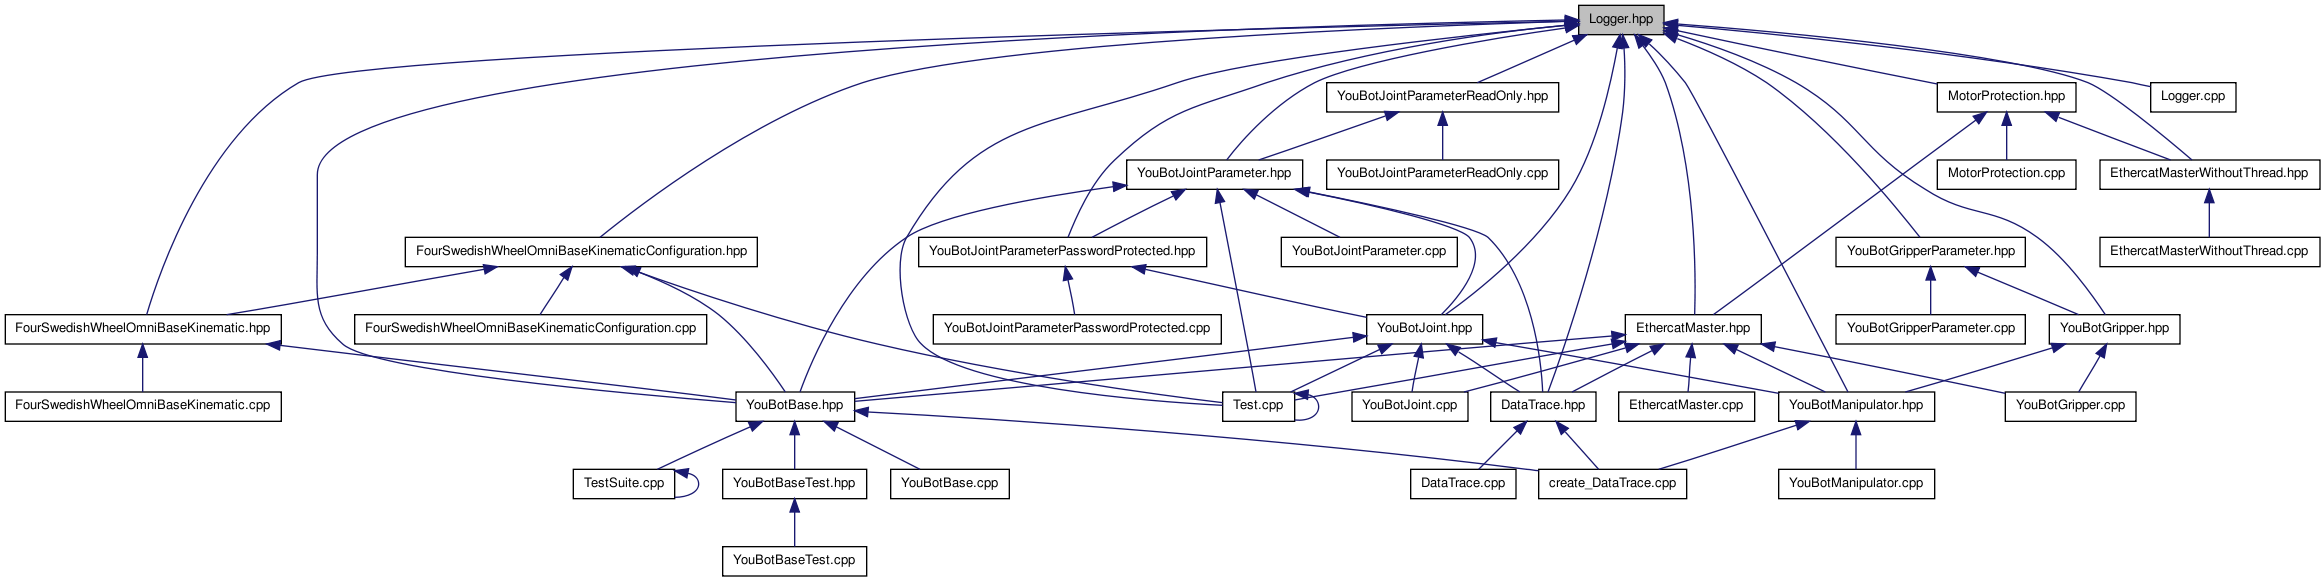 Logger.hpp
YouBotJointParameterReadOnly.hpp
MotorProtection.hpp
Logger.cpp
YouBotJointParameter.hpp
YouBotJointParameterReadOnly.cpp
MotorProtection.cpp
EthercatMasterWithoutThread.hpp
FourSwedishWheelOmniBaseKinematicConfiguration.hpp
YouBotJointParameterPasswordProtected.hpp
YouBotJointParameter.cpp
YouBotGripperParameter.hpp
EthercatMasterWithoutThread.cpp
FourSwedishWheelOmniBaseKinematic.hpp
FourSwedishWheelOmniBaseKinematicConfiguration.cpp
YouBotJointParameterPasswordProtected.cpp
YouBotJoint.hpp
EthercatMaster.hpp
YouBotGripperParameter.cpp
YouBotGripper.hpp
FourSwedishWheelOmniBaseKinematic.cpp
YouBotBase.hpp
Test.cpp
YouBotJoint.cpp
DataTrace.hpp
EthercatMaster.cpp
YouBotManipulator.hpp
YouBotGripper.cpp
TestSuite.cpp
YouBotBaseTest.hpp
YouBotBase.cpp
DataTrace.cpp
create_DataTrace.cpp
YouBotManipulator.cpp
YouBotBaseTest.cpp